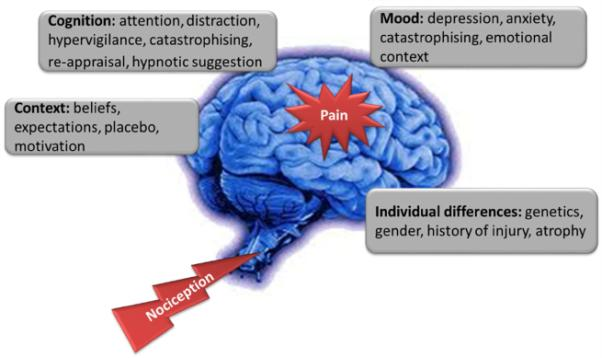 Cognition: attention, distraction,
hypervigilance, catastrophising,
re-appraisal, hypnotic suggestion
Mood: depression, anxiety,
catastrophising, emotional
context
Context: beliefs,
expectations, placebo,
motivation
Pain
Individual differences: genetics,
gender, history of injury, atrophy
Nociception